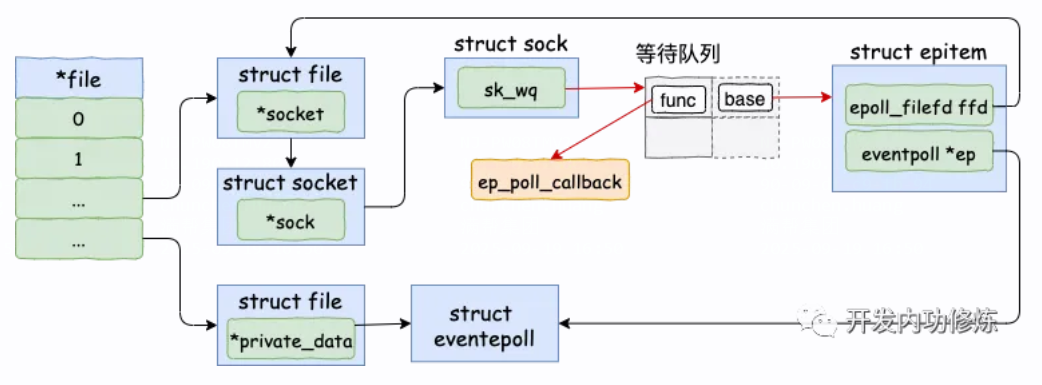 *file
0
1
...
...
struct file
*socket
struct socket
*sock
struct file
*private_data
struct sock
sk_wq
等待队列
func
base
ep_poll_callback
struct epitem
epoll_filefd ffd
eventpoll *ep
struct
eventepoll
开发内功修炼